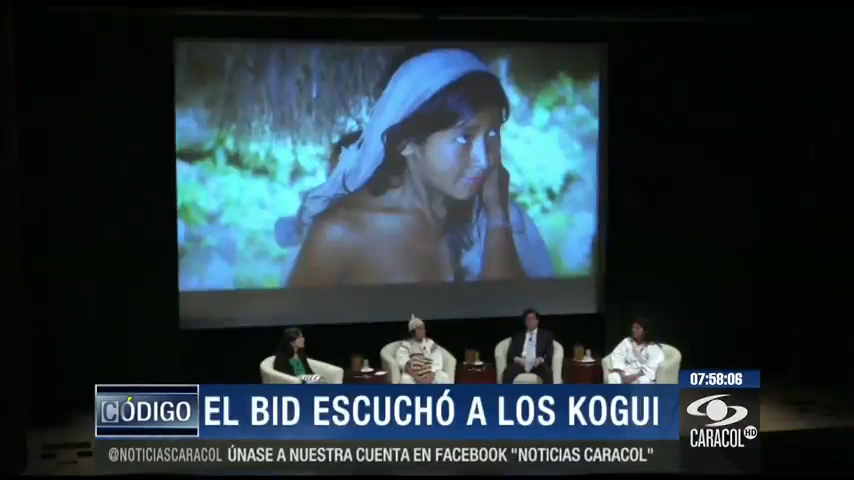 07:58:06
CÓDIGO EL BID ESCUCHÓ A LOS KOGUI
CARACOL HD
@NOTICIASCARACOL ÚNASE A NUESTRA CUENTA EN FACEBOOK "NOTICIAS CARACOL"